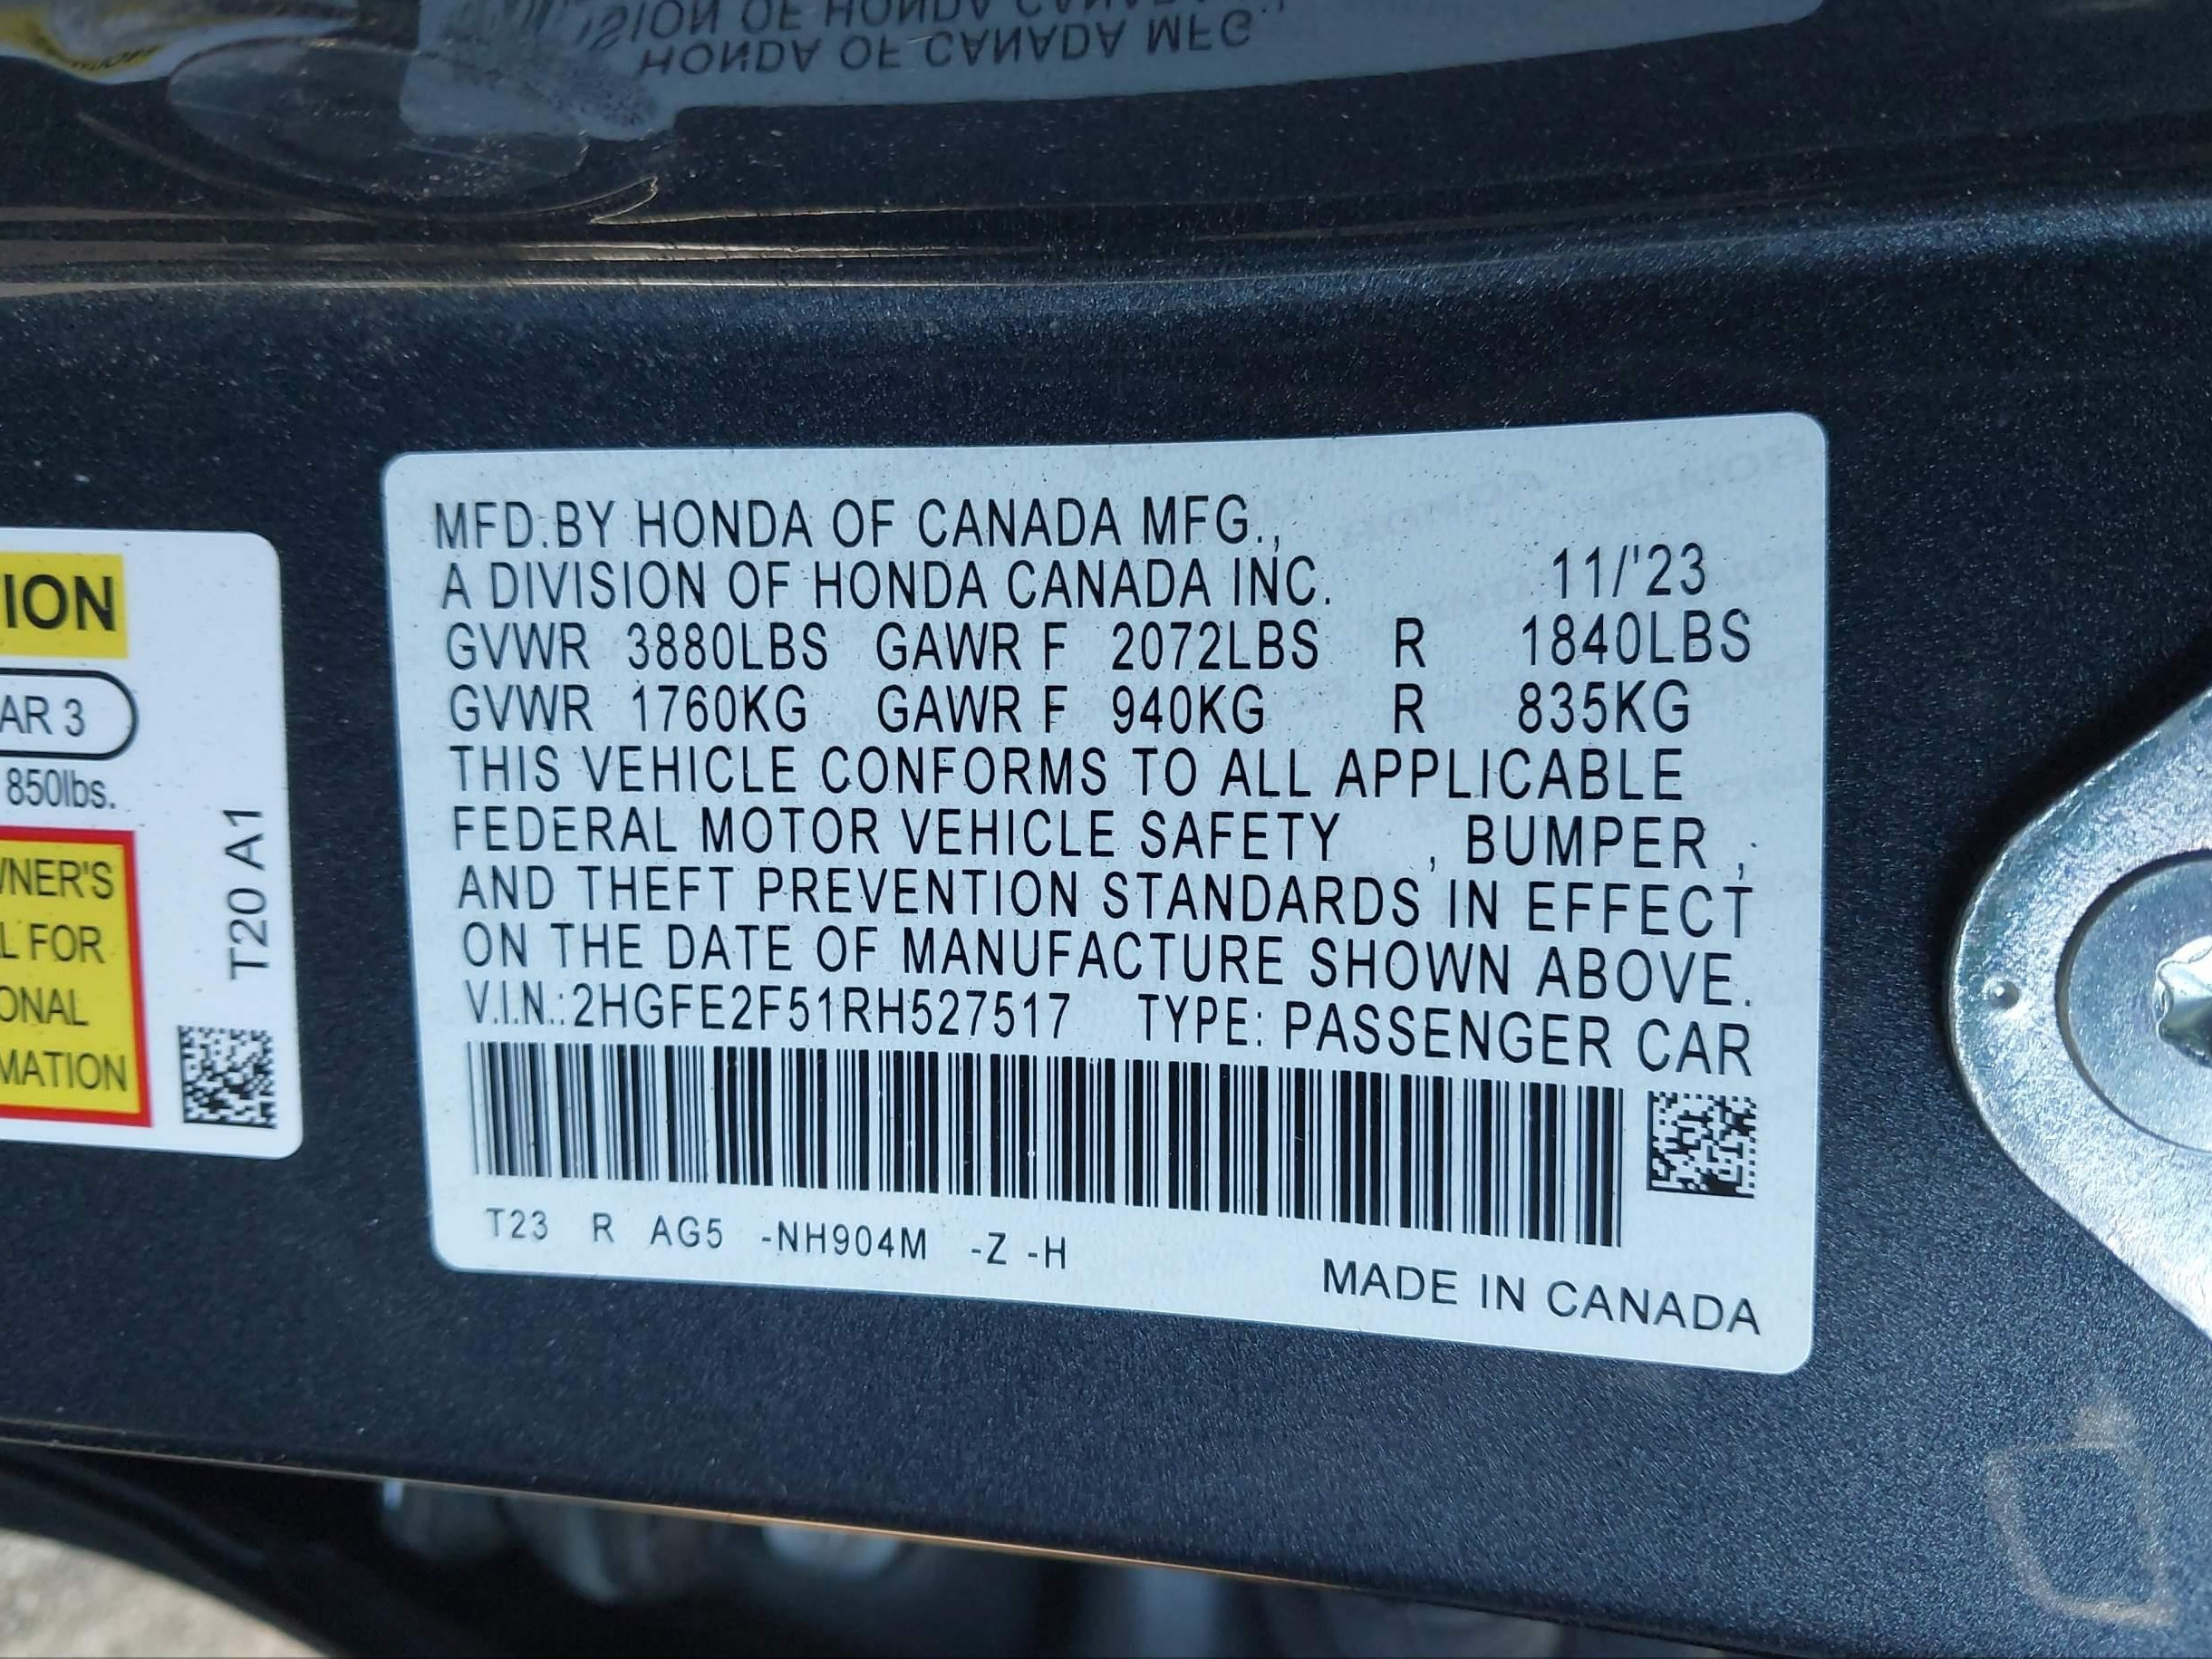 HONDA OF CANADA MFG.
MFD.BY HONDA OF CANADA MFG.,
A DIVISION OF HONDA CANADA INC. 11/'23
GVWR 3880LBS GAWR F 2072LBS R 1840LBS
GVWR 1760KG GAWR F 940KG R 835KG
THIS VEHICLE CONFORMS TO ALL APPLICABLE
FEDERAL MOTOR VEHICLE SAFETY , BUMPER ,
AND THEFT PREVENTION STANDARDS IN EFFECT
ON THE DATE OF MANUFACTURE SHOWN ABOVE.
V.I.N.:2HGFE2F51RH527517 TYPE: PASSENGER CAR
T23 R AG5 -NH904M -Z -H
MADE IN CANADA
ION
AR 3
850lbs.
WNER'S
L FOR
ONAL
MATION
T20 A1